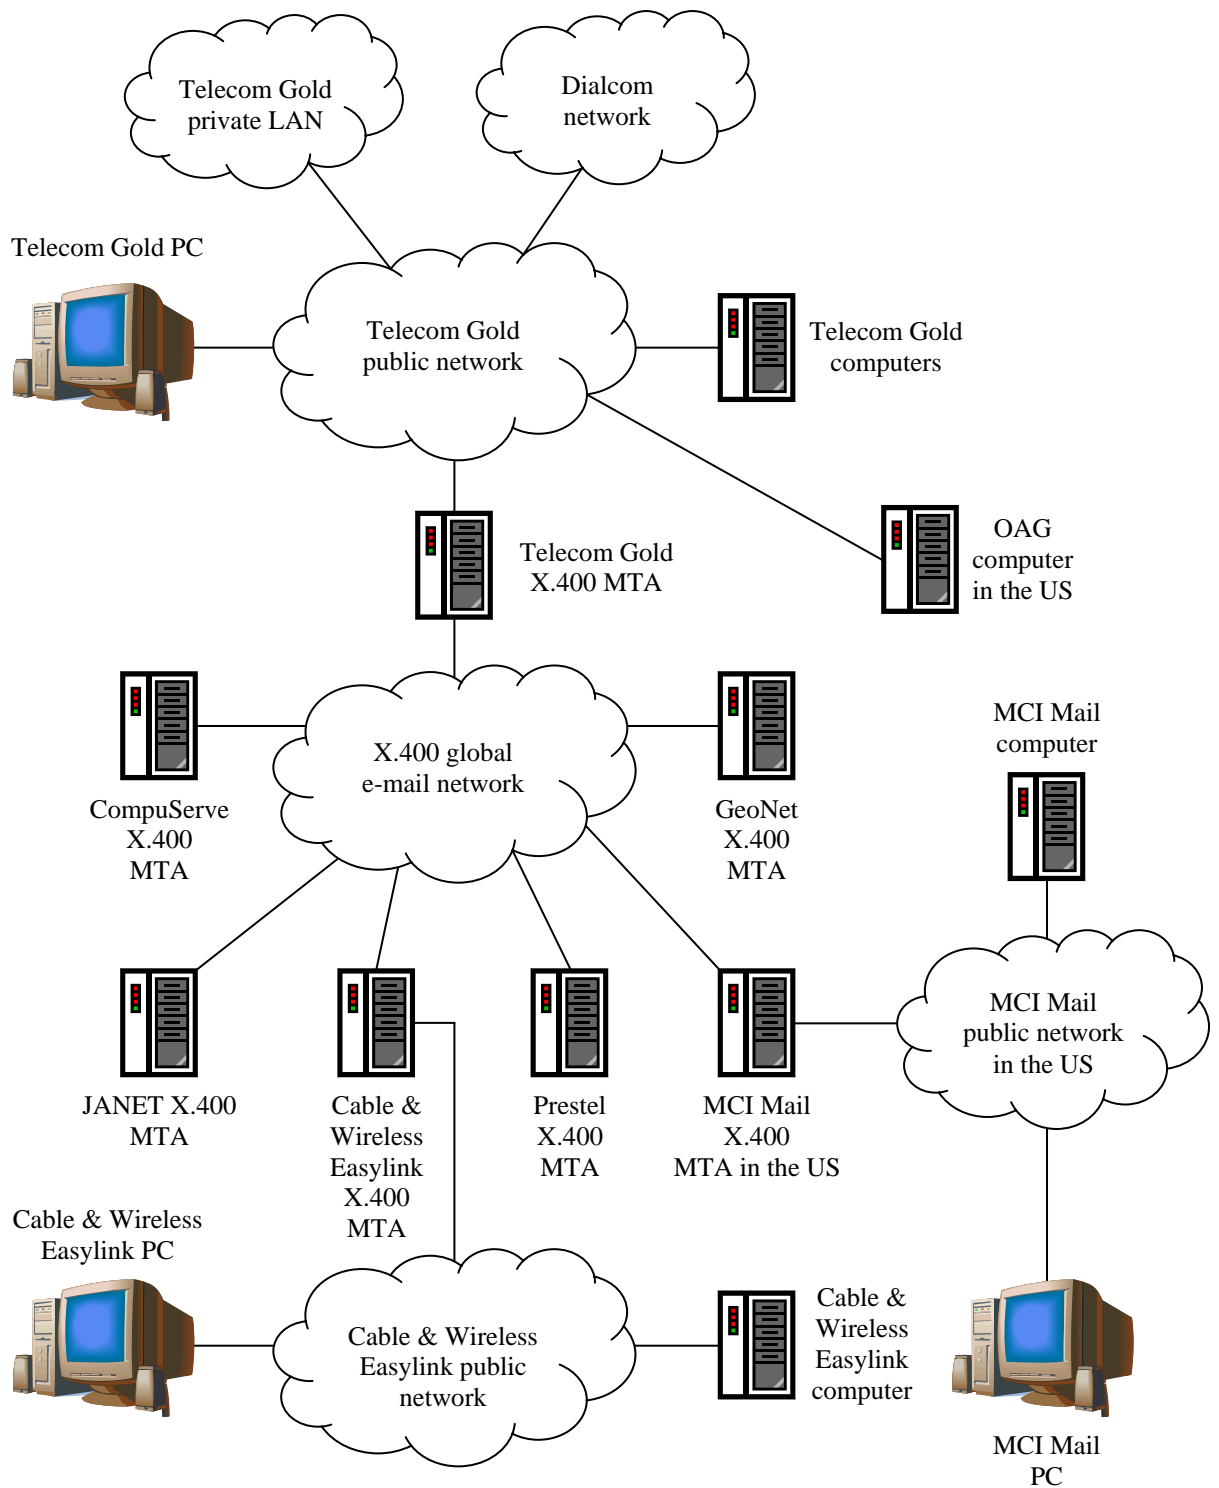 Telecom Gold
private LAN
Dialcom
network
Telecom Gold PC
Telecom Gold
public network
Telecom Gold
computers
Telecom Gold
X.400 MTA
OAG
computer
in the US
CompuServe
X.400
MTA
X.400 global
e-mail network
GeoNet
X.400
MTA
MCI Mail
computer
JANET X.400
MTA
Cable &
Wireless
Easylink
X.400
MTA
Prestel
X.400
MTA
MCI Mail
X.400
MTA in the US
MCI Mail
public network
in the US
Cable & Wireless
Easylink PC
Cable & Wireless
Easylink public
network
Cable &
Wireless
Easylink
computer
MCI Mail
PC